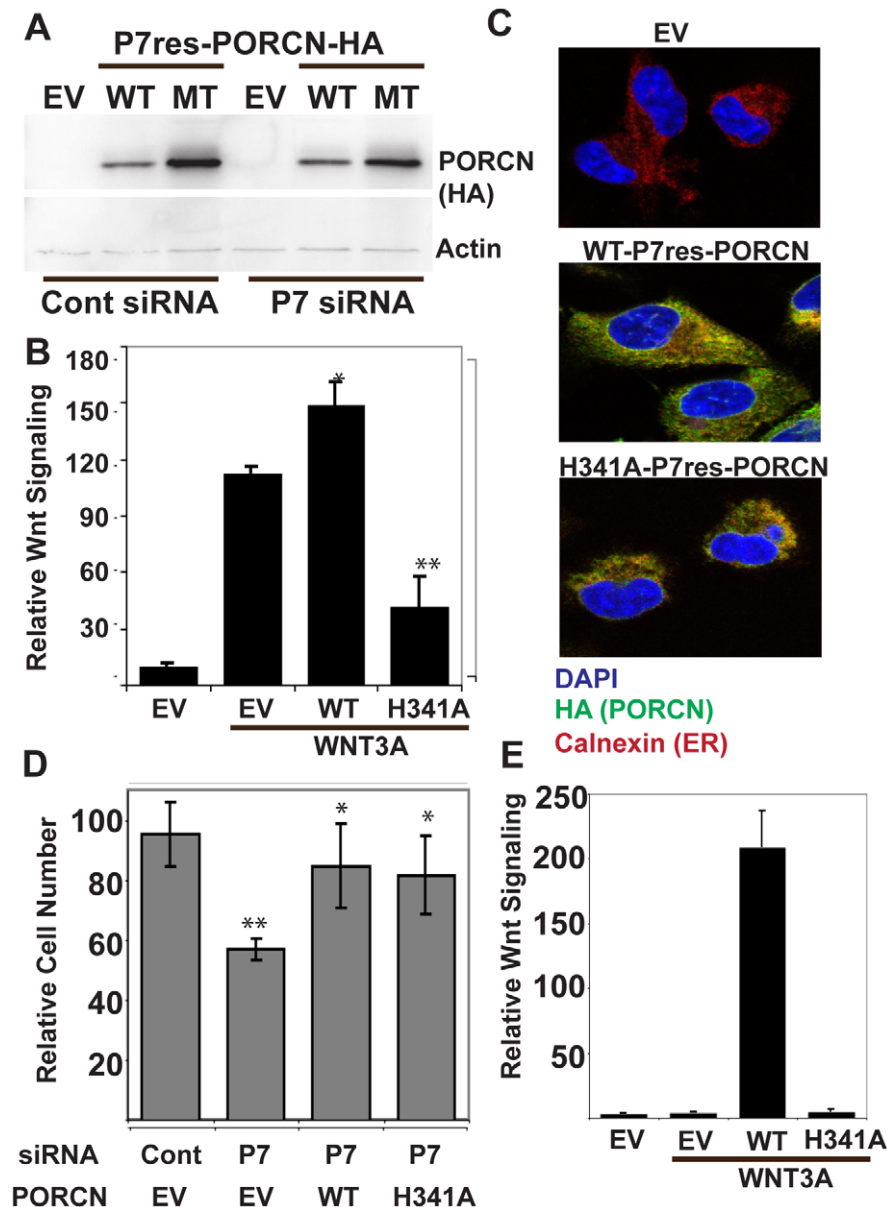 A
P7res-PORCN-HA
EV WT MT EV WT MT
PORCN
(HA)
Actin
Cont siRNA P7 siRNA
B
Relative Wnt Signaling
180
150
120
90
60
30
*
**
EV EV WT H341A
WNT3A
C
EV
WT-P7res-PORCN
H341A-P7res-PORCN
DAPI
HA (PORCN)
Calnexin (ER)
D
Relative Cell Number
100
80
60
40
20
**
*
*
siRNA Cont P7 P7 P7
PORCN EV EV WT H341A
E
Relative Wnt Signaling
250
200
150
100
50
EV EV WT H341A
WNT3A